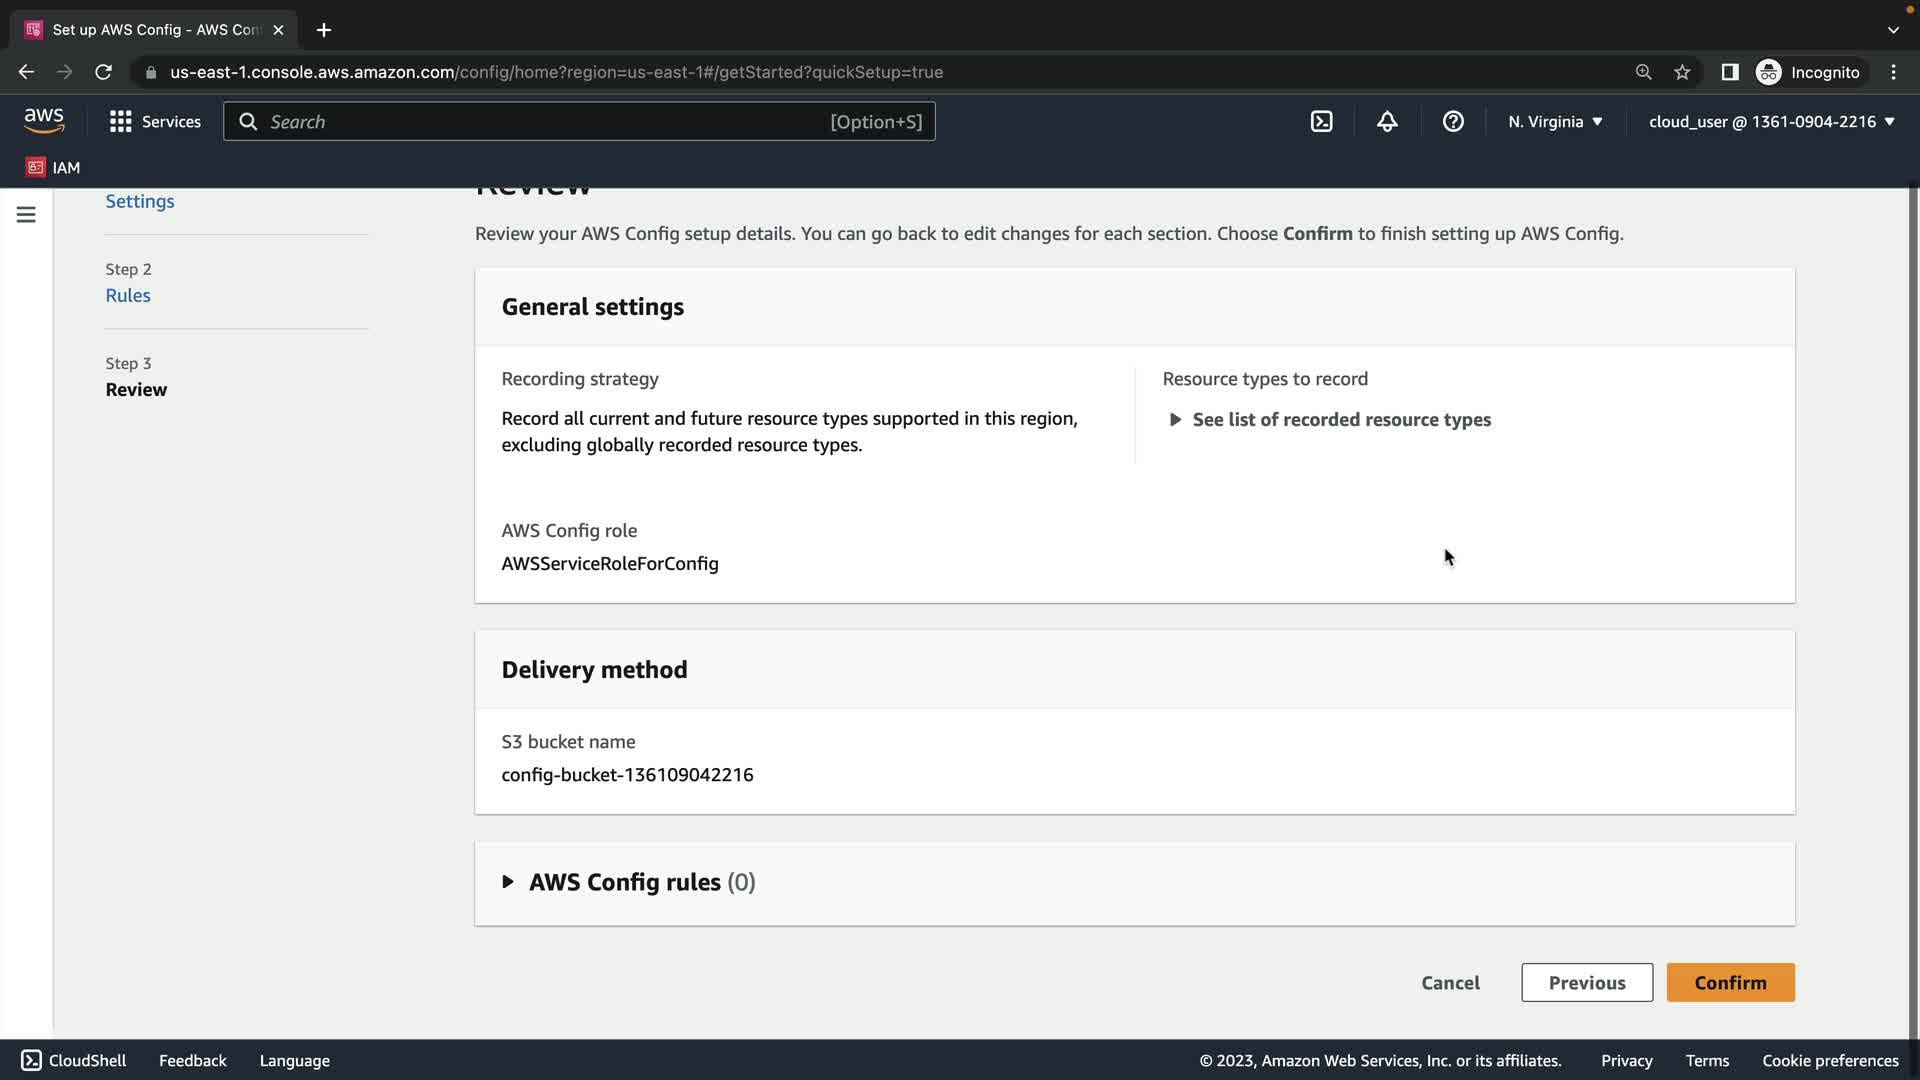 Set up AWS Config - AWS Con
us-east-1.console.aws.amazon.com/config/home?region=us-east-1#/getStarted?quickSetup=true
Incognito
aws
Services
Search
[Option+S]
N. Virginia
cloud_user @ 1361-0904-2216
IAM
Settings
Step 2
Rules
Step 3
Review
Review
Review your AWS Config setup details. You can go back to edit changes for each section. Choose Confirm to finish setting up AWS Config.
General settings
Recording strategy
Record all current and future resource types supported in this region,
excluding globally recorded resource types.
Resource types to record
See list of recorded resource types
AWS Config role
AWSServiceRoleForConfig
Delivery method
S3 bucket name
config-bucket-136109042216
AWS Config rules (0)
Cancel
Previous
Confirm
CloudShell
Feedback
Language
© 2023, Amazon Web Services, Inc. or its affiliates.
Privacy
Terms
Cookie preferences